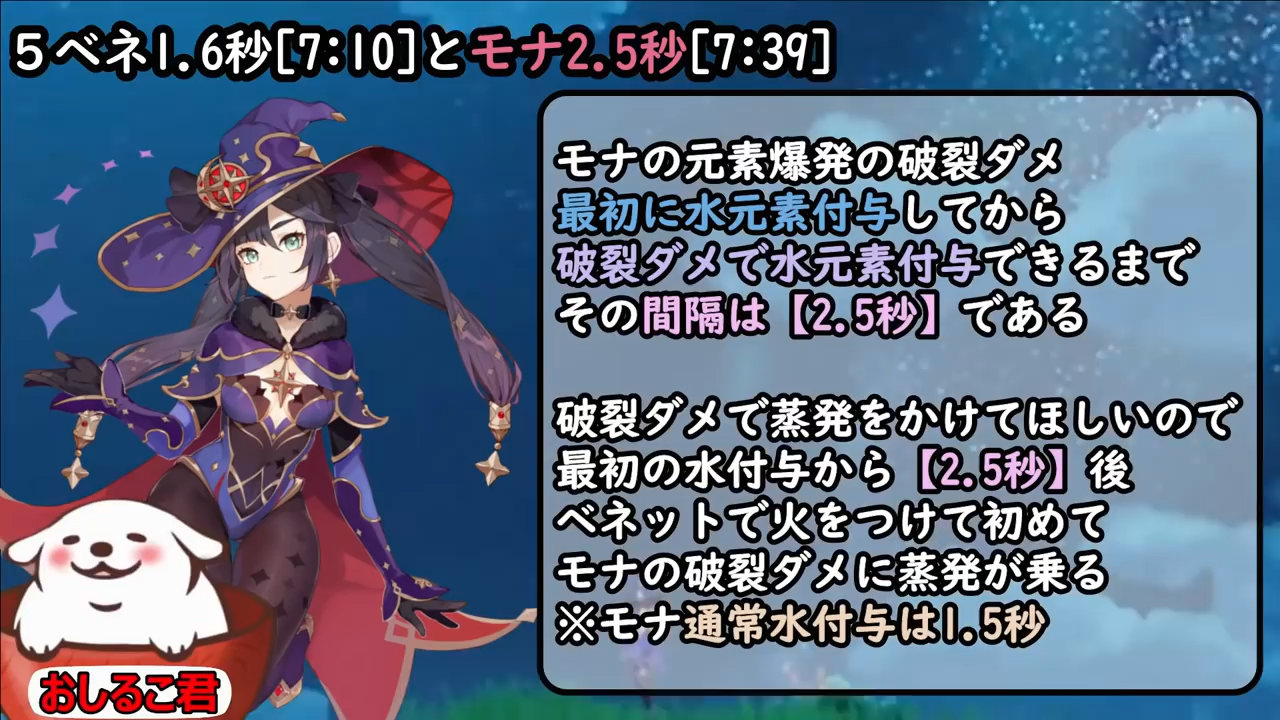 ５ベネ1.6秒[7:10]とモナ2.5秒[7:39]
モナの元素爆発の破裂ダメ
最初に水元素付与してから
破裂ダメで水元素付与できるまで
その間隔は【2.5秒】である
破裂ダメで蒸発をかけてほしいので
最初の水付与から【2.5秒】後
ベネットで火をつけて初めて
モナの破裂ダメに蒸発が乗る
※モナ通常水付与は1.5秒
おしるこ君